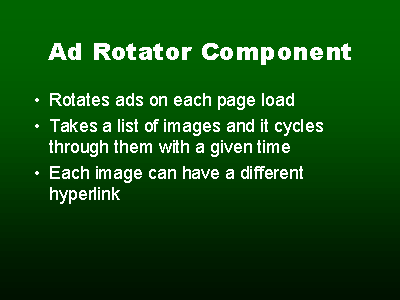 Ad Rotator Component
• Rotates ads on each page load
• Takes a list of images and it cycles
through them with a given time
• Each image can have a different
hyperlink